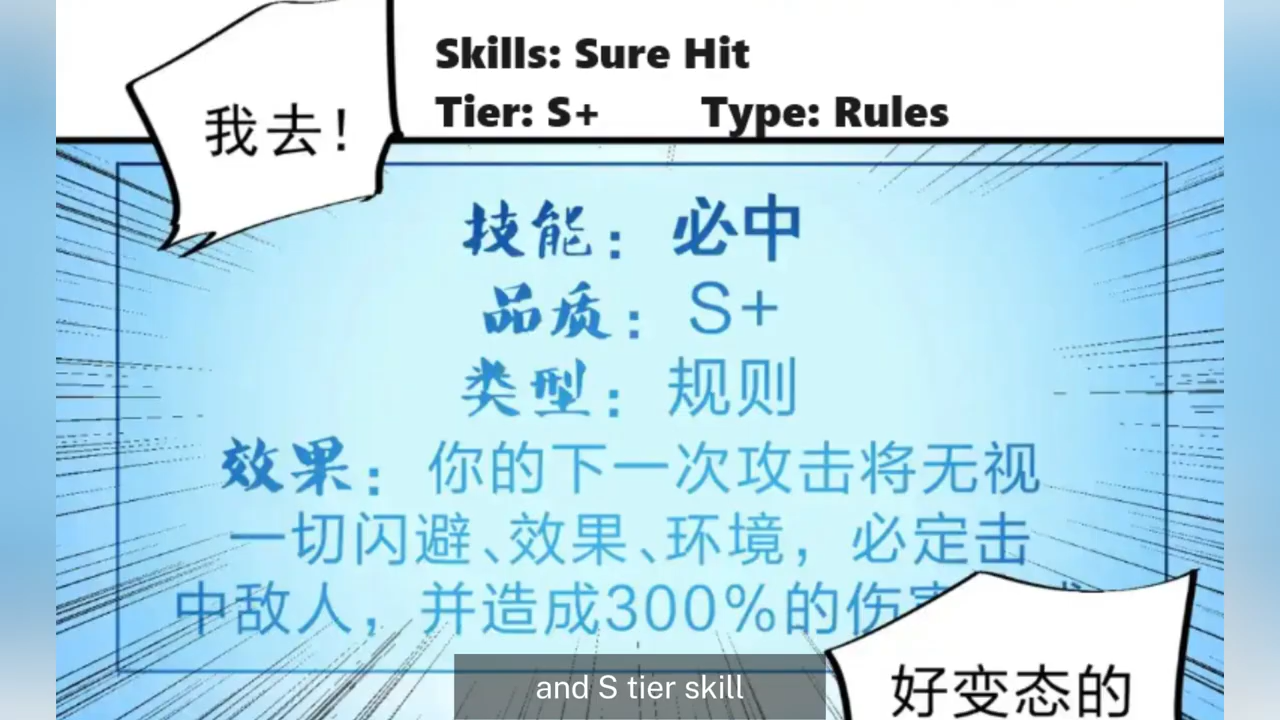 Skills: Sure Hit
Tier: S+ Type: Rules
我去!
技能: 必中
品质: S+
类型: 规则
效果: 你的下一次攻击将无视
一切闪避、效果、环境, 必定击
中敌人, 并造成300%的伤
好变态的
and S tier skill